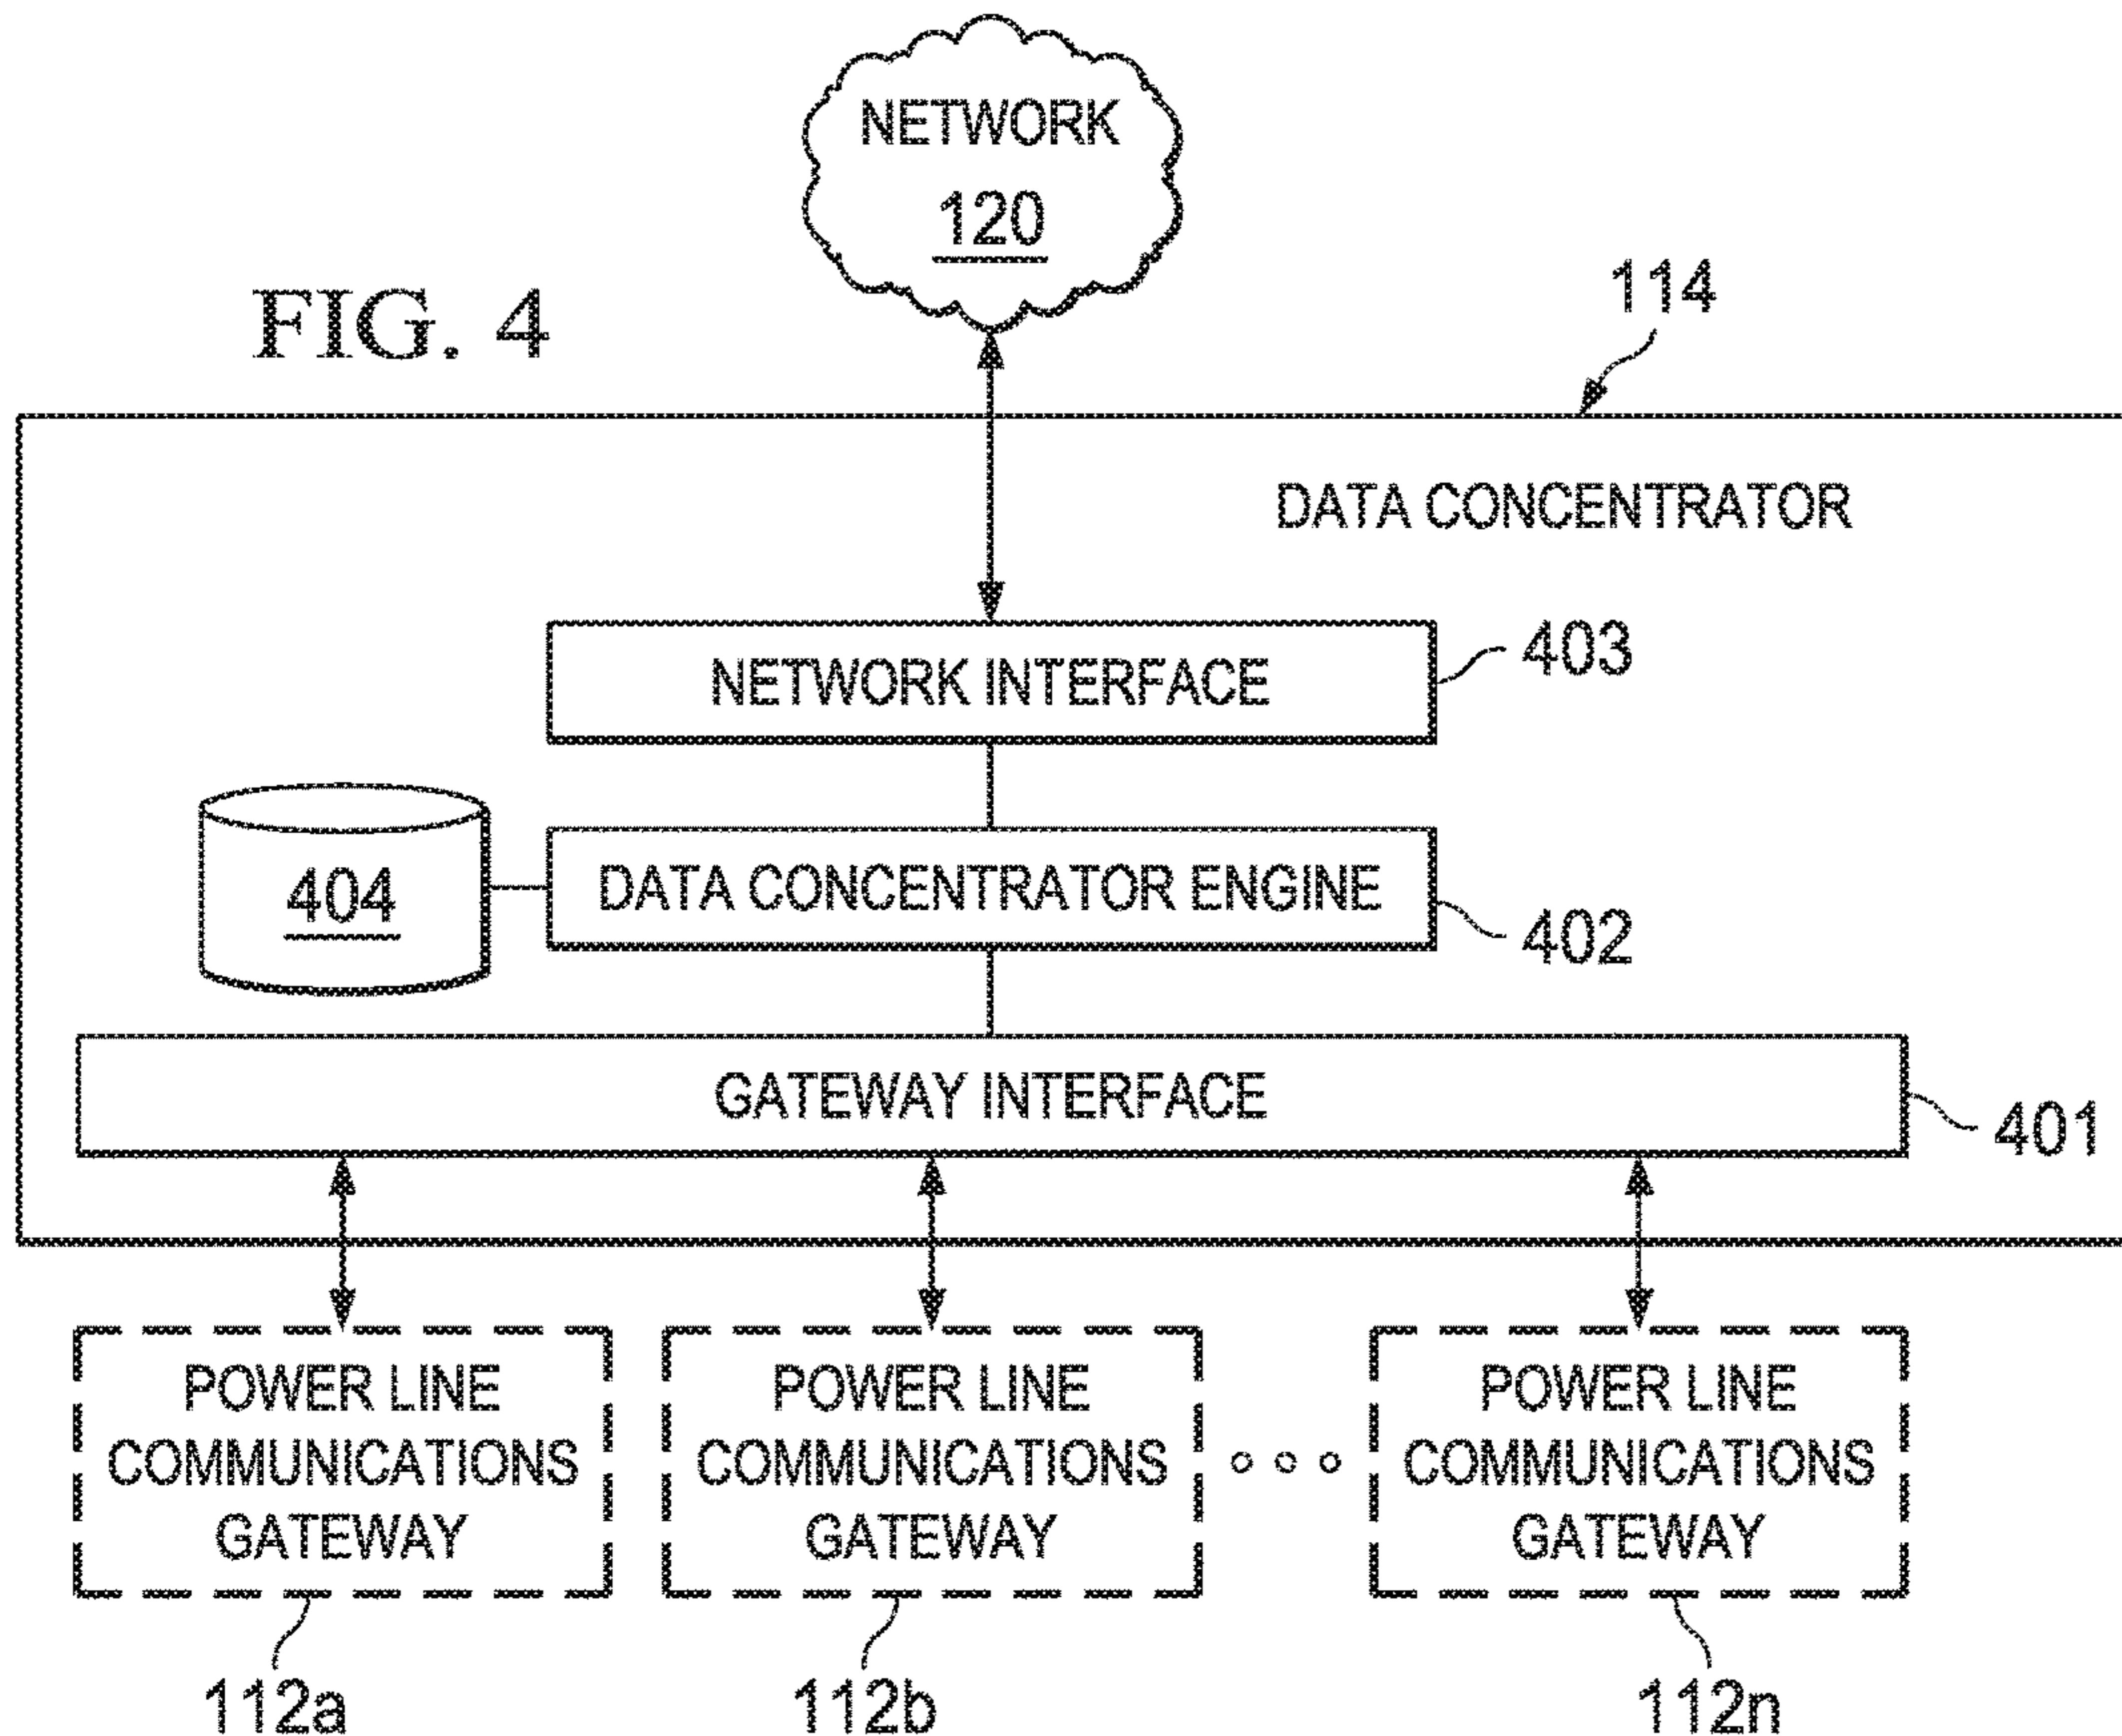 NETWORK
120
FIG. 4
114
DATA CONCENTRATOR
NETWORK INTERFACE
403
404
DATA CONCENTRATOR ENGINE
402
GATEWAY INTERFACE
401
POWER LINE
COMMUNICATIONS
GATEWAY
POWER LINE
COMMUNICATIONS
GATEWAY
POWER LINE
COMMUNICATIONS
GATEWAY
112a
112b
112n